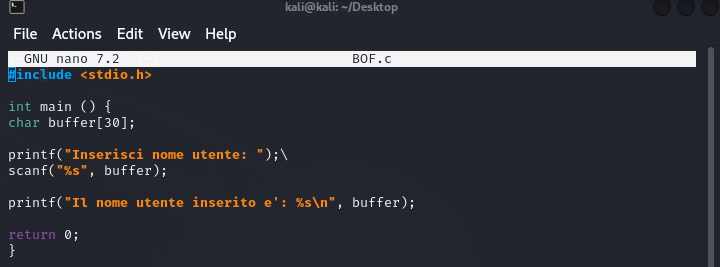 kali@kali: ~/Desktop
File Actions Edit View Help
GNU nano 7.2 BOF.c
#include <stdio.h>
int main () {
char buffer[30];
printf("Inserisci nome utente: ");\
scanf("%s", buffer);
printf("Il nome utente inserito e': %s\n", buffer);
return 0;
}